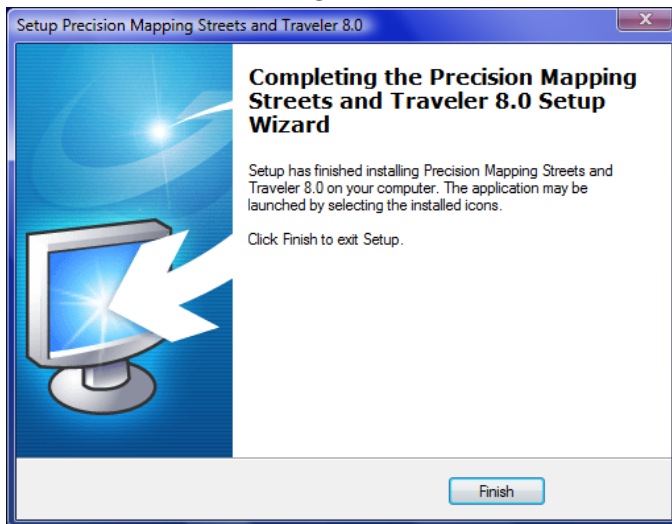 Setup Precision Mapping Streets and Traveler 8.0
Completing the Precision Mapping
Streets and Traveler 8.0 Setup
Wizard
Setup has finished installing Precision Mapping Streets and
Traveler 8.0 on your computer. The application may be
launched by selecting the installed icons.
Click Finish to exit Setup.
Finish